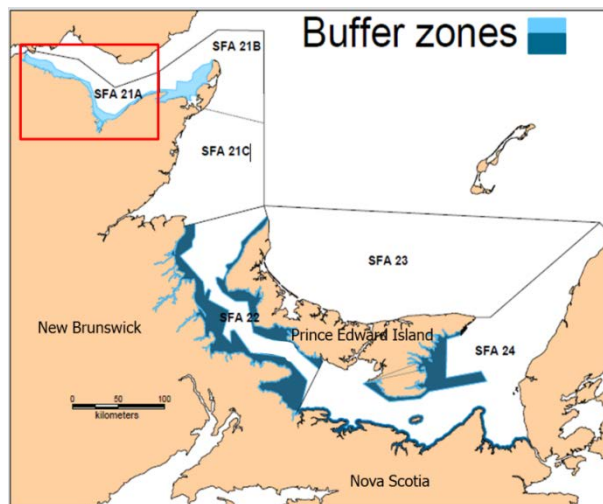 Buffer zones
SFA 21B
SFA 21A
SFA 21C
SFA 23
SFA 22
New Brunswick
Prince Edward Island
SFA 24
0 50 100
kilometers
Nova Scotia